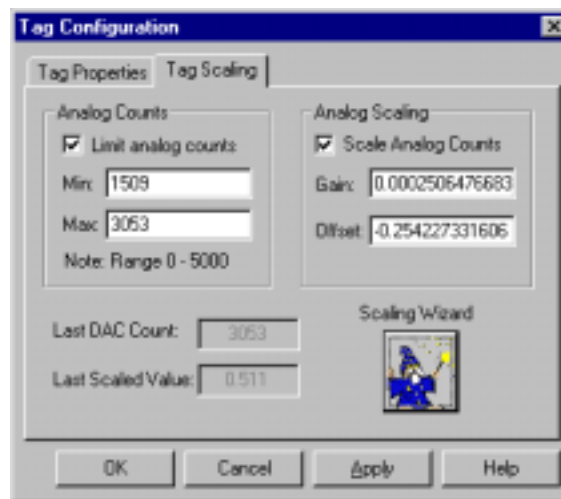 Tag Configuration
Tag Properties
Tag Scaling
Analog Counts
Limit analog counts
Min: 1509
Max: 3053
Note: Range 0 - 5000
Analog Scaling
Scale Analog Counts
Gain: 0.0002506476683
Offset: -0.254227331606
Last DAC Count: 3053
Last Scaled Value: 0.511
Scaling Wizard
OK
Cancel
Apply
Help